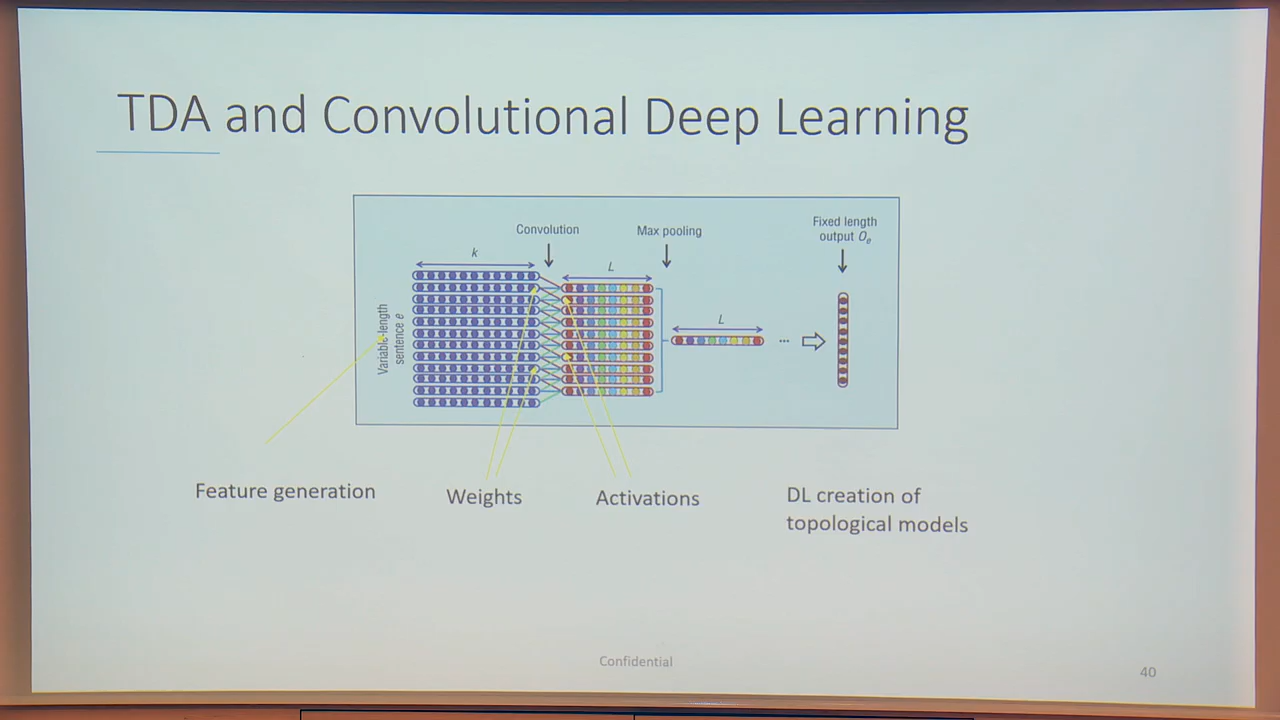 TDA and Convolutional Deep Learning
Convolution
Max pooling
Fixed length
output Oe
k
L
L
...
Variable-length
sentence e
Feature generation
Weights
Activations
DL creation of
topological models
Confidential
40